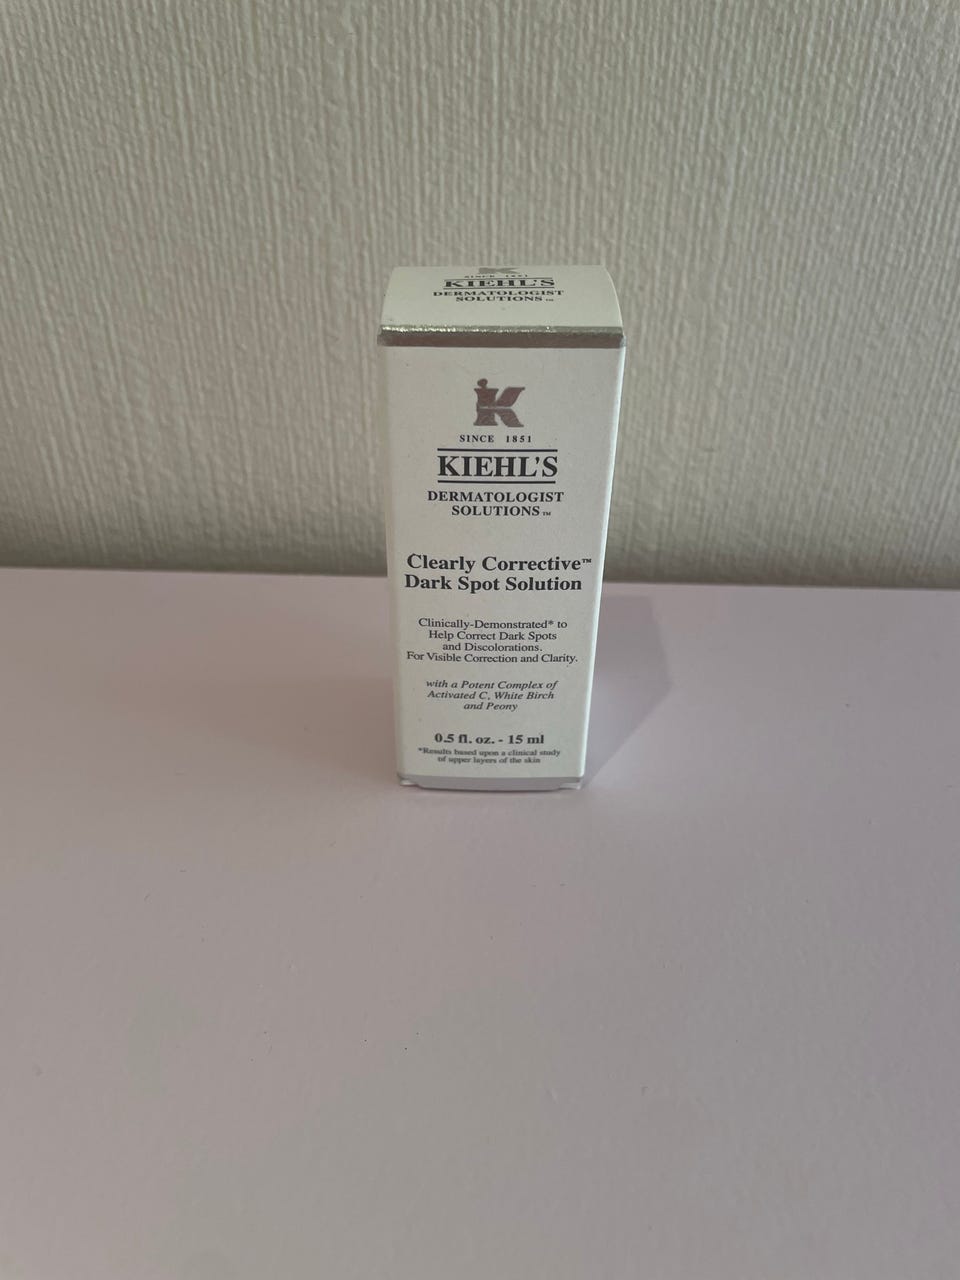 SINCE 1851
KIEHL'S
DERMATOLOGIST
SOLUTIONS™
K
SINCE 1851
KIEHL'S
DERMATOLOGIST
SOLUTIONS™
Clearly Corrective™
Dark Spot Solution
Clinically-Demonstrated* to
Help Correct Dark Spots
and Discolorations.
For Visible Correction and Clarity.
with a Potent Complex of
Activated C, White Birch
and Peony
0.5 fl. oz. - 15 ml
*Results based upon a clinical study
of upper layers of the skin